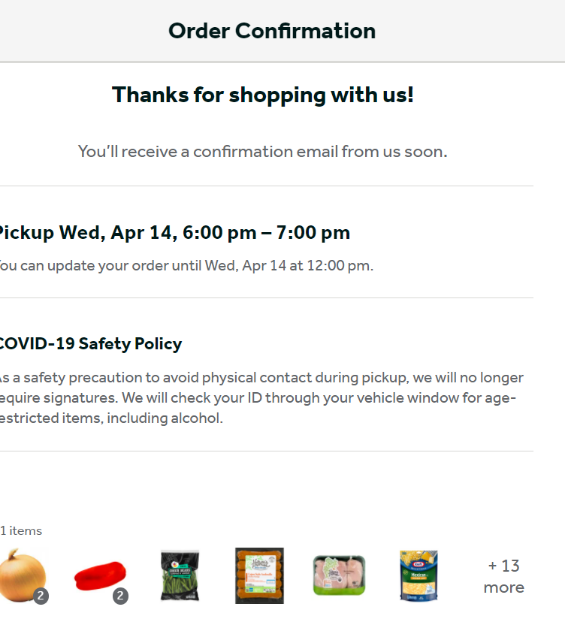 Order Confirmation
Thanks for shopping with us!
You'll receive a confirmation email from us soon.
Pickup Wed, Apr 14, 6:00 pm – 7:00 pm
You can update your order until Wed, Apr 14 at 12:00 pm.
COVID-19 Safety Policy
As a safety precaution to avoid physical contact during pickup, we will no longer
require signatures. We will check your ID through your vehicle window for age-
restricted items, including alcohol.
1 items
2
2
+ 13
more